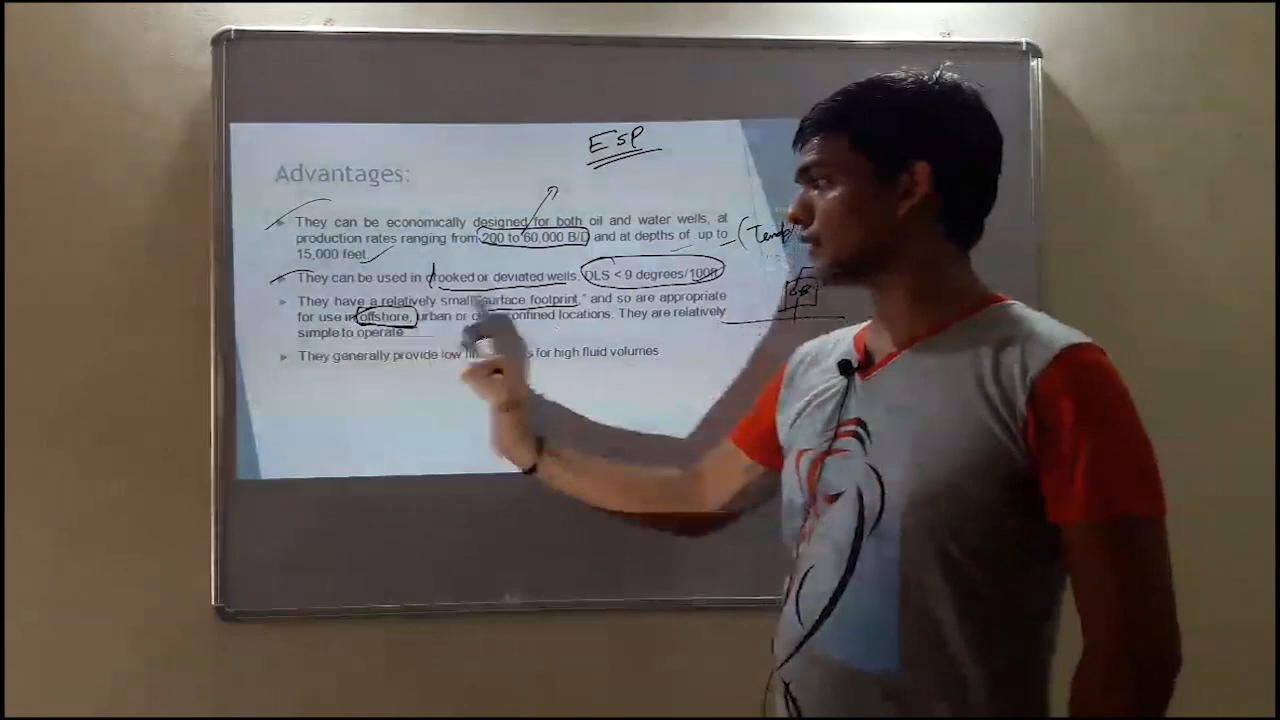 ESP
Advantages:
They can be economically designed for both oil and water wells, at
production rates ranging from 200 to 60,000 B/D and at depths of up to
(Temp
15,000 feet
They can be used in crooked or deviated wells. DLS < 9 degrees/100ft
They have a relatively small "surface footprint," and so are appropriate
for use in offshore, urban or confined locations. They are relatively
simple to operate
They generally provide low for high fluid volumes